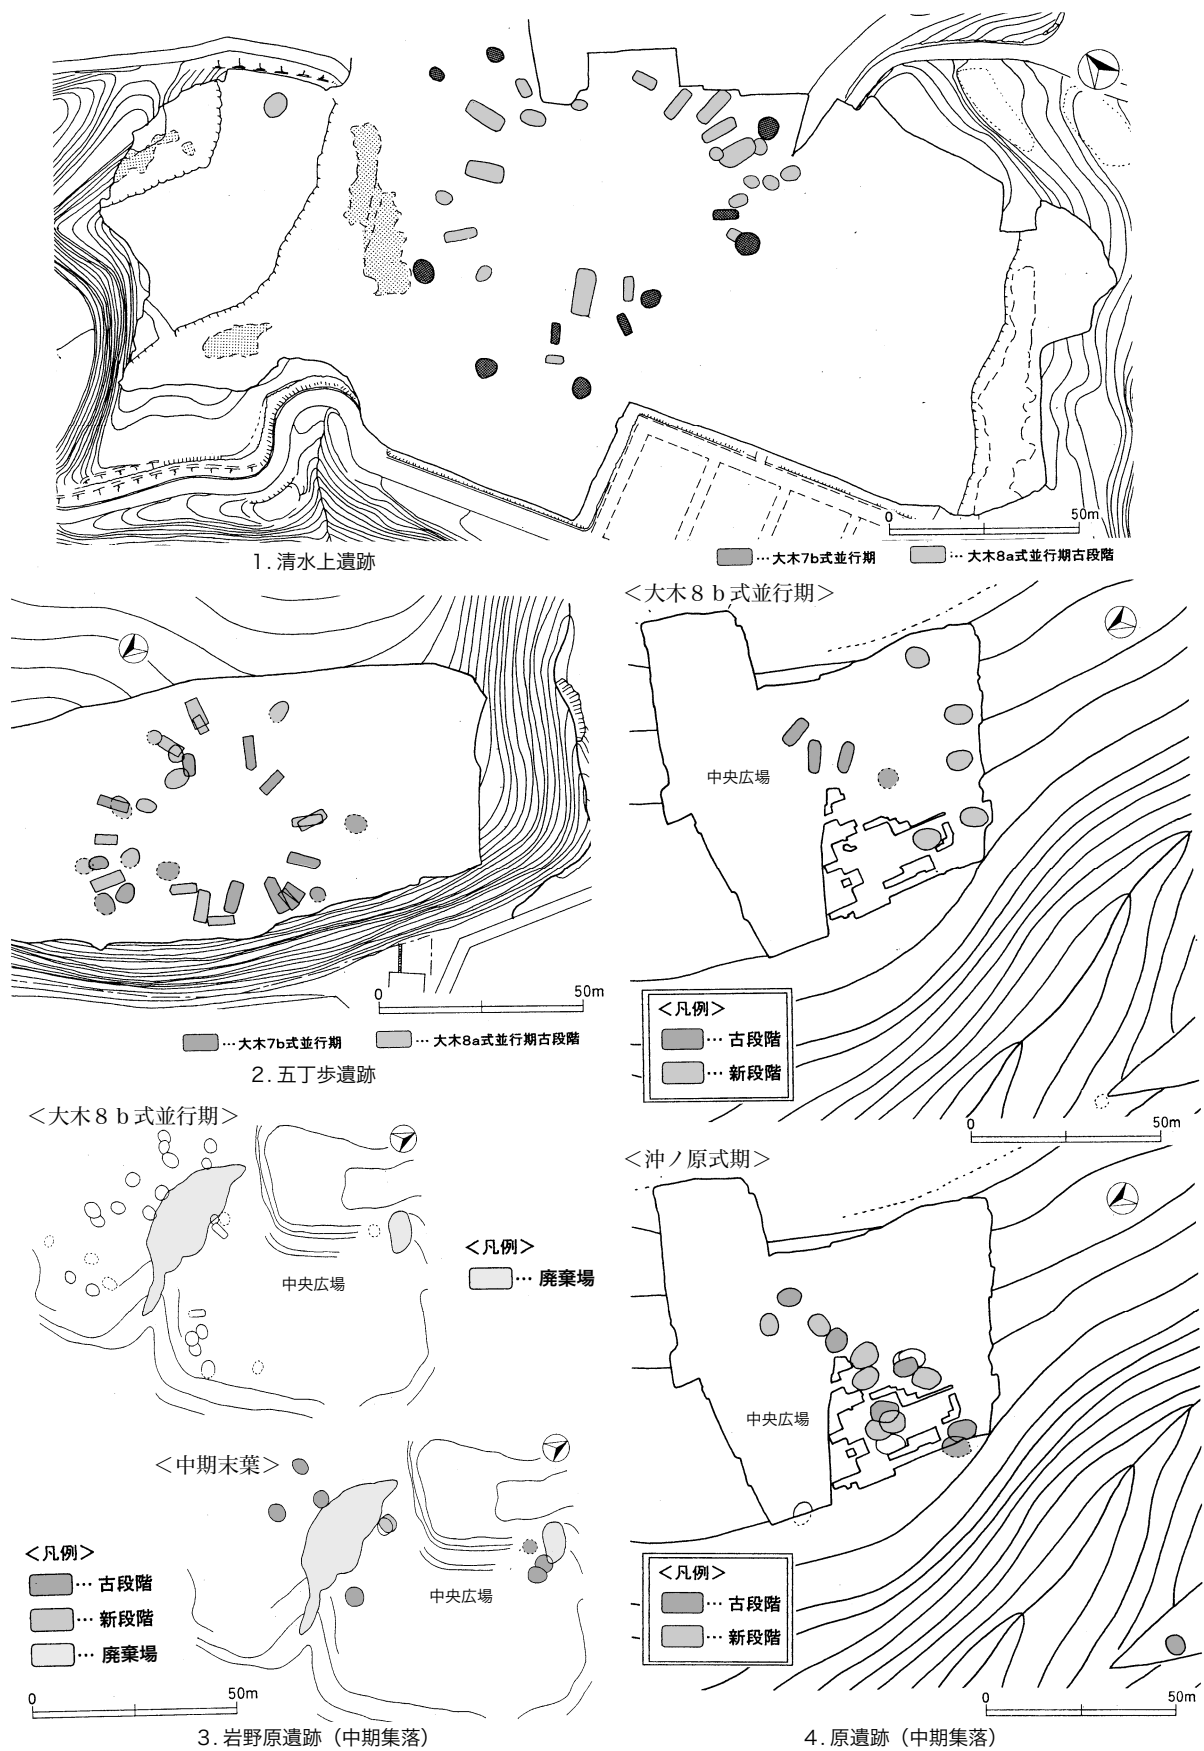 0 50m
1. 清水上遺跡
…大木7b式並行期 …大木8a式並行期古段階
0 50m
…大木7b式並行期 …大木8a式並行期古段階
2. 五丁歩遺跡
＜大木８ｂ式並行期＞
中央広場
＜凡例＞
…古段階
…新段階
0 50m
＜大木８ｂ式並行期＞
中央広場
＜凡例＞
…廃棄場
＜中期末葉＞
中央広場
＜凡例＞
…古段階
…新段階
…廃棄場
0 50m
3. 岩野原遺跡（中期集落）
＜沖ノ原式期＞
中央広場
＜凡例＞
…古段階
…新段階
0 50m
4. 原遺跡（中期集落）